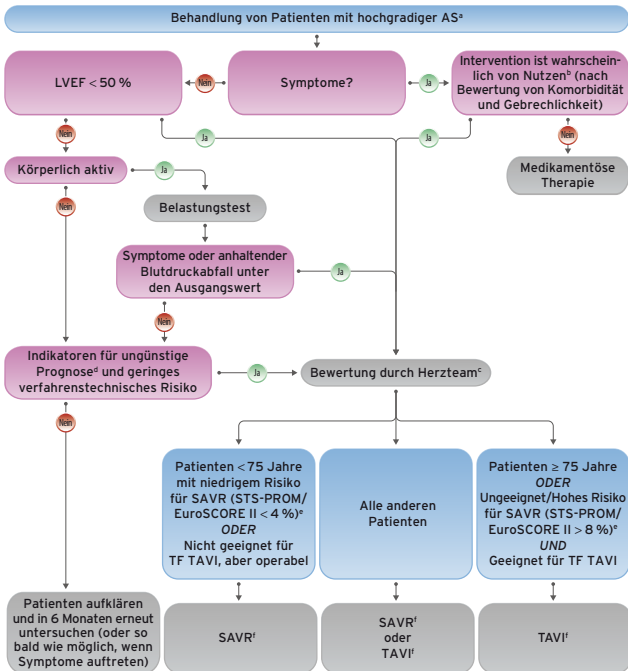 Behandlung von Patienten mit hochgradiger ASᵃ
LVEF < 50 %
Nein
Symptome?
Ja
Intervention ist wahrschein-
lich von Nutzenᵇ (nach
Bewertung von Komorbidität
und Gebrechlichkeit)
Nein
Ja
Ja
Nein
Körperlich aktiv
Ja
Medikamentöse
Therapie
Nein
Belastungstest
Symptome oder anhaltender
Blutdruckabfall unter
den Ausgangswert
Ja
Nein
Indikatoren für ungünstige
Prognoseᵈ und geringes
verfahrenstechnisches Risiko
Ja
Bewertung durch Herzteamᶜ
Nein
Patienten < 75 Jahre
mit niedrigem Risiko
für SAVR (STS-PROM/
EuroSCORE II < 4 %)ᵉ
ODER
Nicht geeignet für
TF TAVI, aber operabel
Alle anderen
Patienten
Patienten ≥ 75 Jahre
ODER
Ungeeignet/Hohes Risiko
für SAVR (STS-PROM/
EuroSCORE II > 8 %)ᵉ
UND
Geeignet für TF TAVI
Patienten aufklären
und in 6 Monaten erneut
untersuchen (oder so
bald wie möglich, wenn
Symptome auftreten)
SAVRᶠ
SAVRᶠ
oder
TAVIᶠ
TAVIᶠ